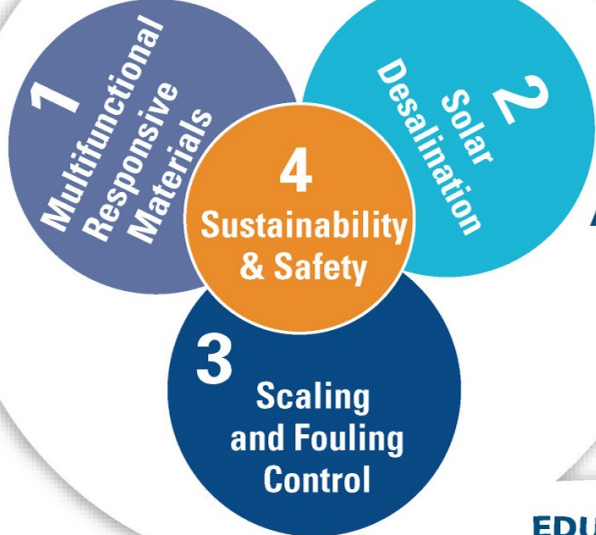 1
Multifunctional
Responsive
Materials
2
Solar
Desalination
4
Sustainability
& Safety
3
Scaling
and Fouling
Control